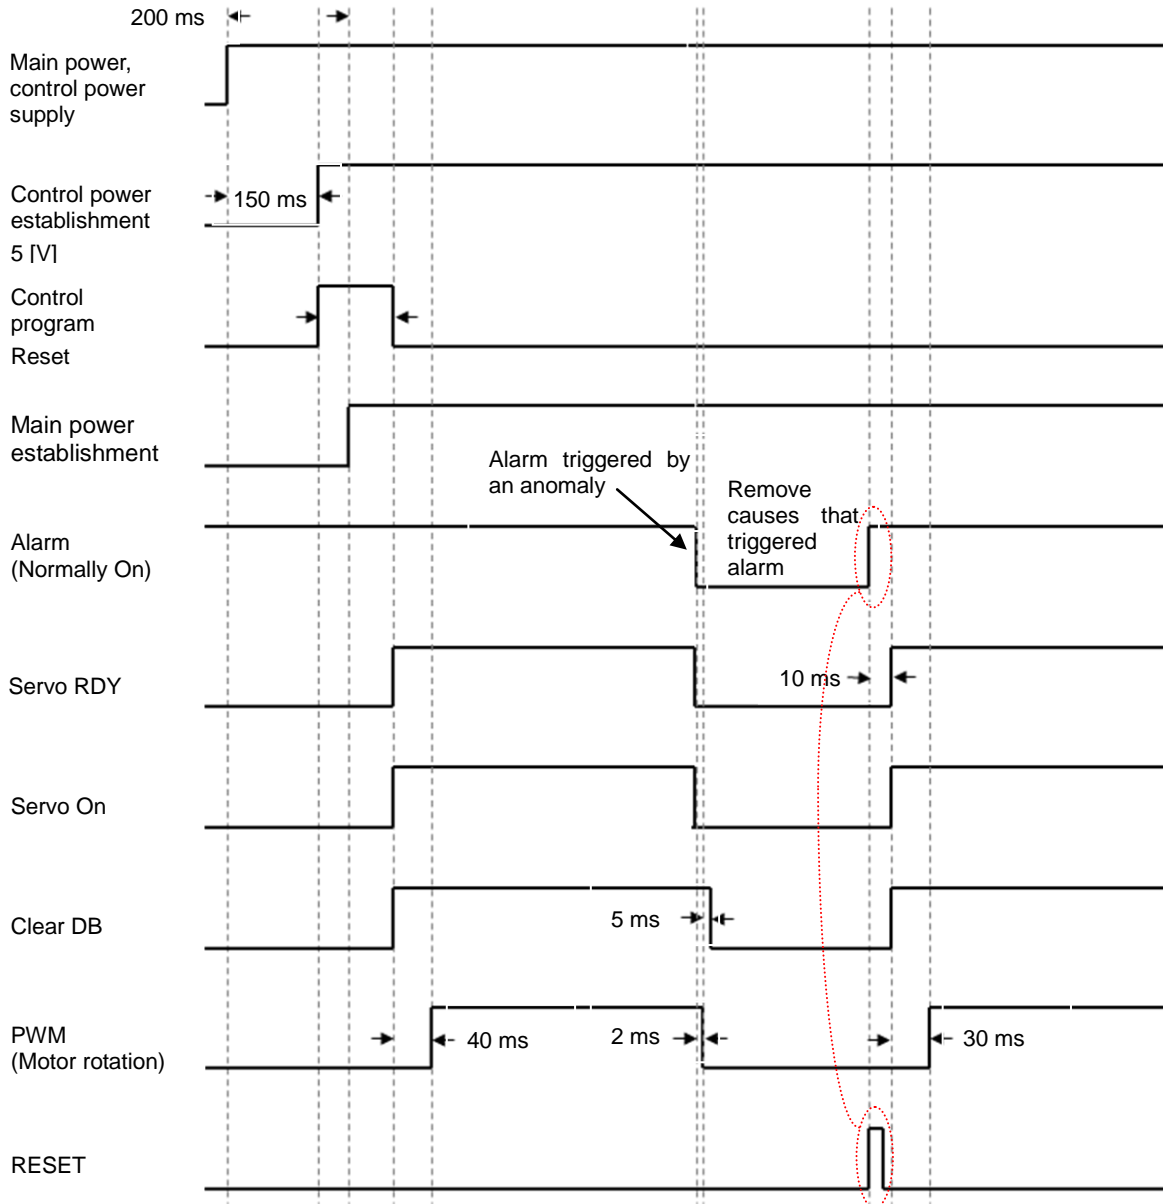 200 ms
Main power,
control power
supply
Control power
establishment
5 [V]
150 ms
Control
program
Reset
Main power
establishment
Alarm triggered by
an anomaly
Remove
causes that
triggered
alarm
Alarm
(Normally On)
Servo RDY
10 ms
Servo On
Clear DB
5 ms
PWM
(Motor rotation)
40 ms
2 ms
30 ms
RESET